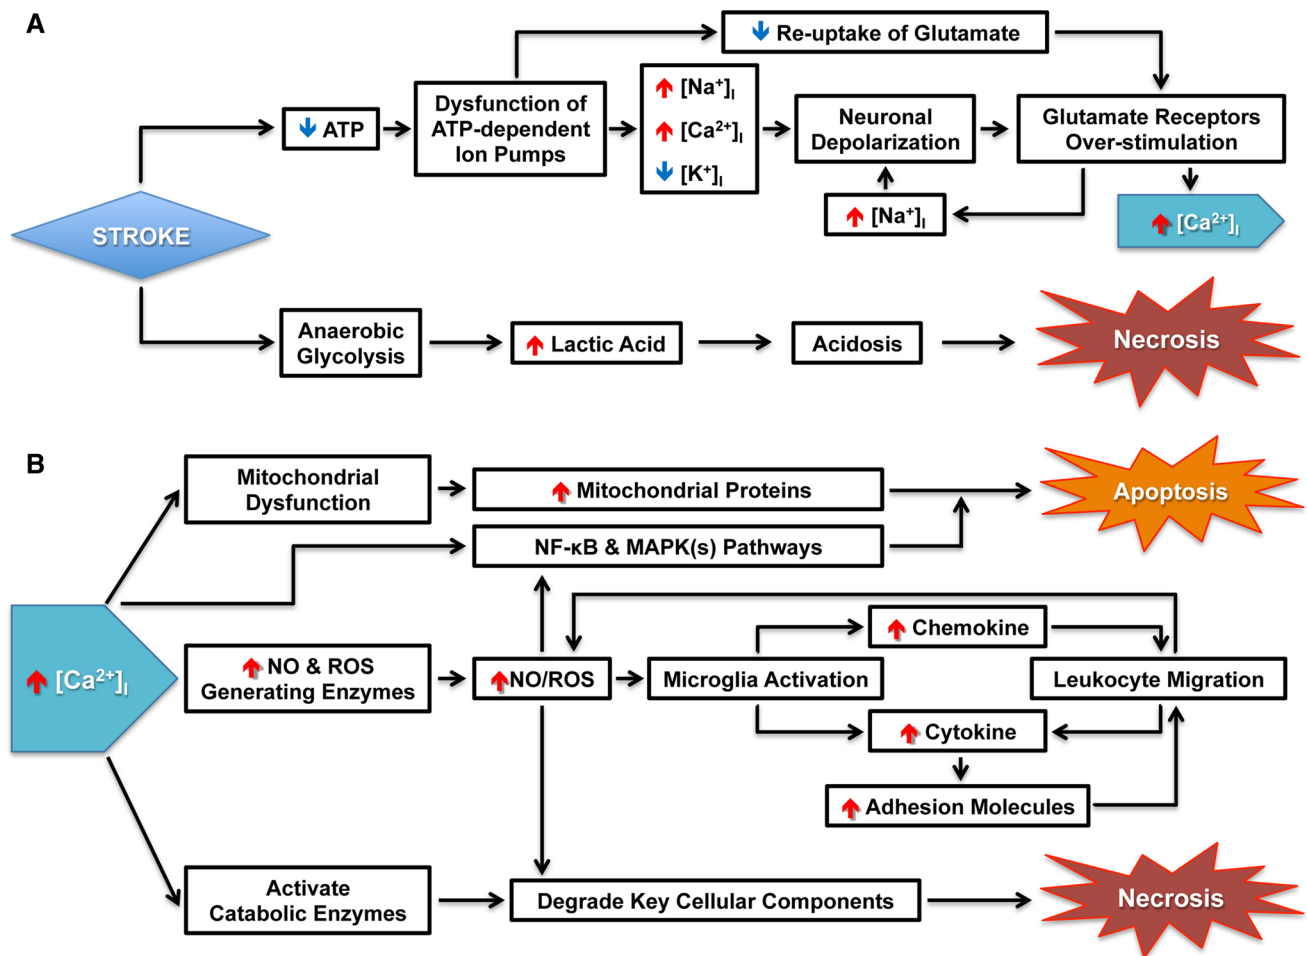 A
Re-uptake of Glutamate
ATP
Dysfunction of
ATP-dependent
Ion Pumps
[Na⁺]ᵢ
[Ca²⁺]ᵢ
[K⁺]ᵢ
Neuronal
Depolarization
Glutamate Receptors
Over-stimulation
STROKE
[Na⁺]ᵢ
[Ca²⁺]ᵢ
Anaerobic
Glycolysis
Lactic Acid
Acidosis
Necrosis
B
Mitochondrial
Dysfunction
Mitochondrial Proteins
Apoptosis
NF-κB & MAPK(s) Pathways
[Ca²⁺]ᵢ
NO & ROS
Generating Enzymes
NO/ROS
Microglia Activation
Chemokine
Leukocyte Migration
Cytokine
Adhesion Molecules
Activate
Catabolic Enzymes
Degrade Key Cellular Components
Necrosis